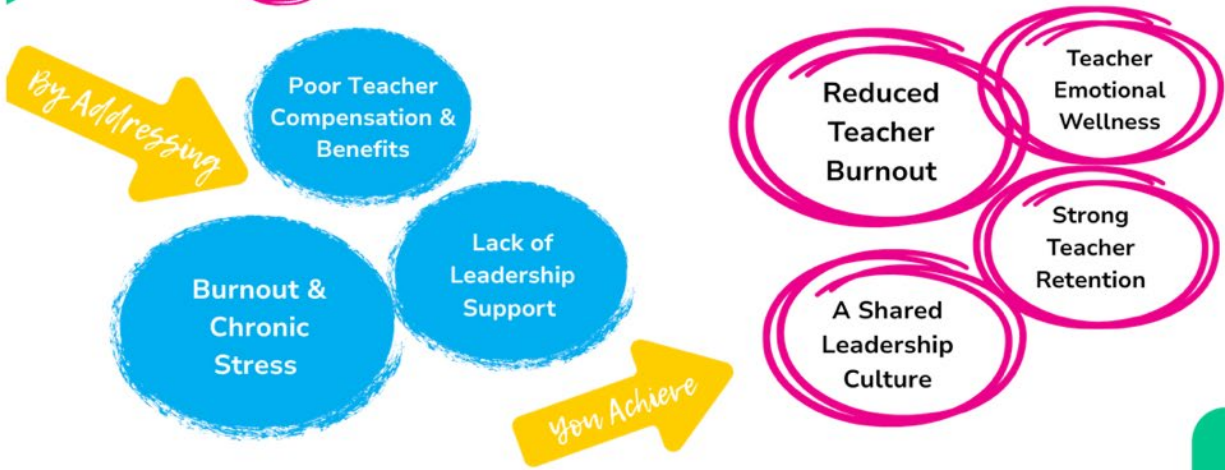 By Addressing
Poor Teacher
Compensation &
Benefits
Burnout &
Chronic
Stress
Lack of
Leadership
Support
You Achieve
Reduced
Teacher
Burnout
Teacher
Emotional
Wellness
Strong
Teacher
Retention
A Shared
Leadership
Culture